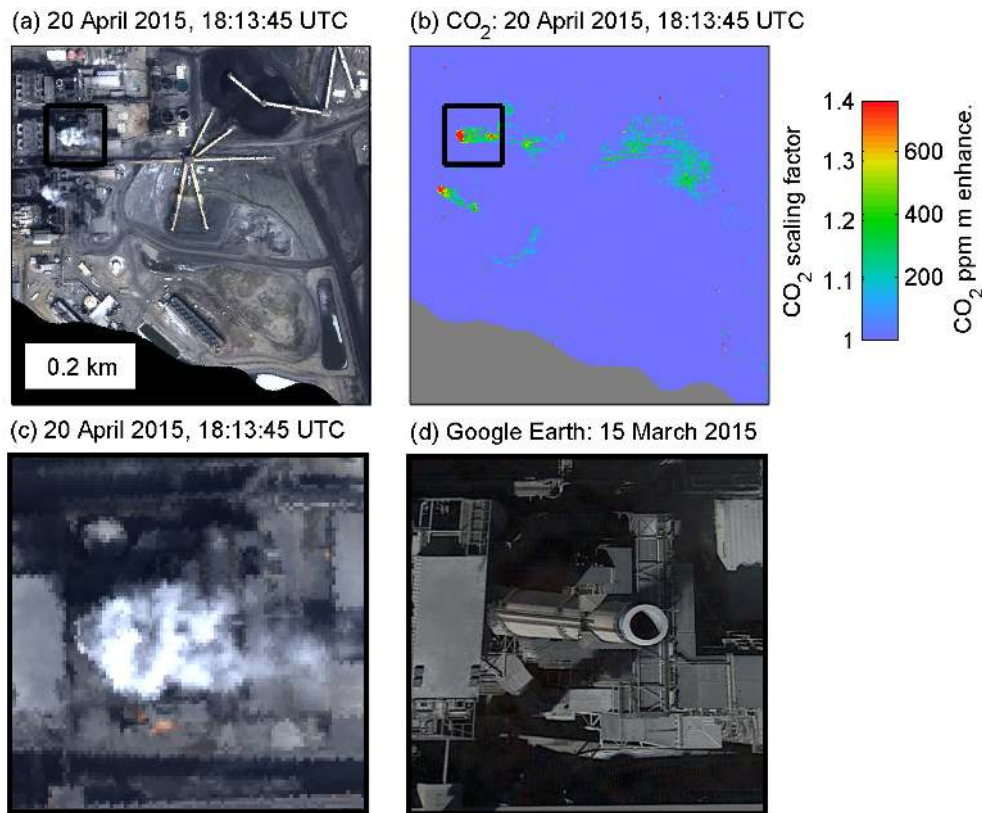 (a) 20 April 2015, 18:13:45 UTC
(b) CO₂: 20 April 2015, 18:13:45 UTC
0.2 km
1.4
1.3
1.2
1.1
1
CO₂ scaling factor
600
400
200
CO₂ ppm m enhance.
(c) 20 April 2015, 18:13:45 UTC
(d) Google Earth: 15 March 2015